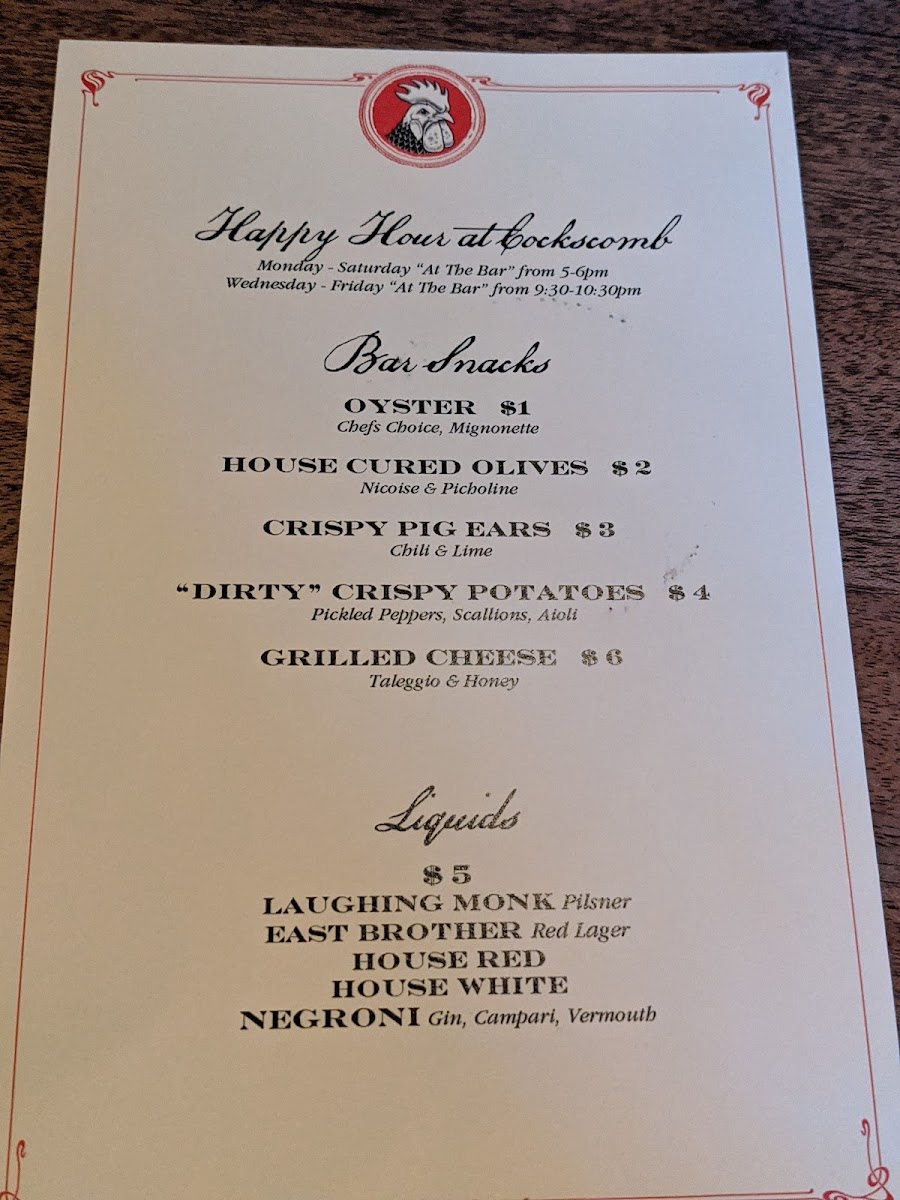 Happy Hour at Cockscomb
Monday - Saturday “At The Bar” from 5-6pm
Wednesday - Friday “At The Bar” from 9:30-10:30pm
Bar Snacks
OYSTER $1
Chefs Choice, Mignonette
HOUSE CURED OLIVES $2
Nicoise & Picholine
CRISPY PIG EARS $3
Chili & Lime
“DIRTY” CRISPY POTATOES $4
Pickled Peppers, Scallions, Aioli
GRILLED CHEESE $6
Taleggio & Honey
Liquids
$5
LAUGHING MONK Pilsner
EAST BROTHER Red Lager
HOUSE RED
HOUSE WHITE
NEGRONI Gin, Campari, Vermouth